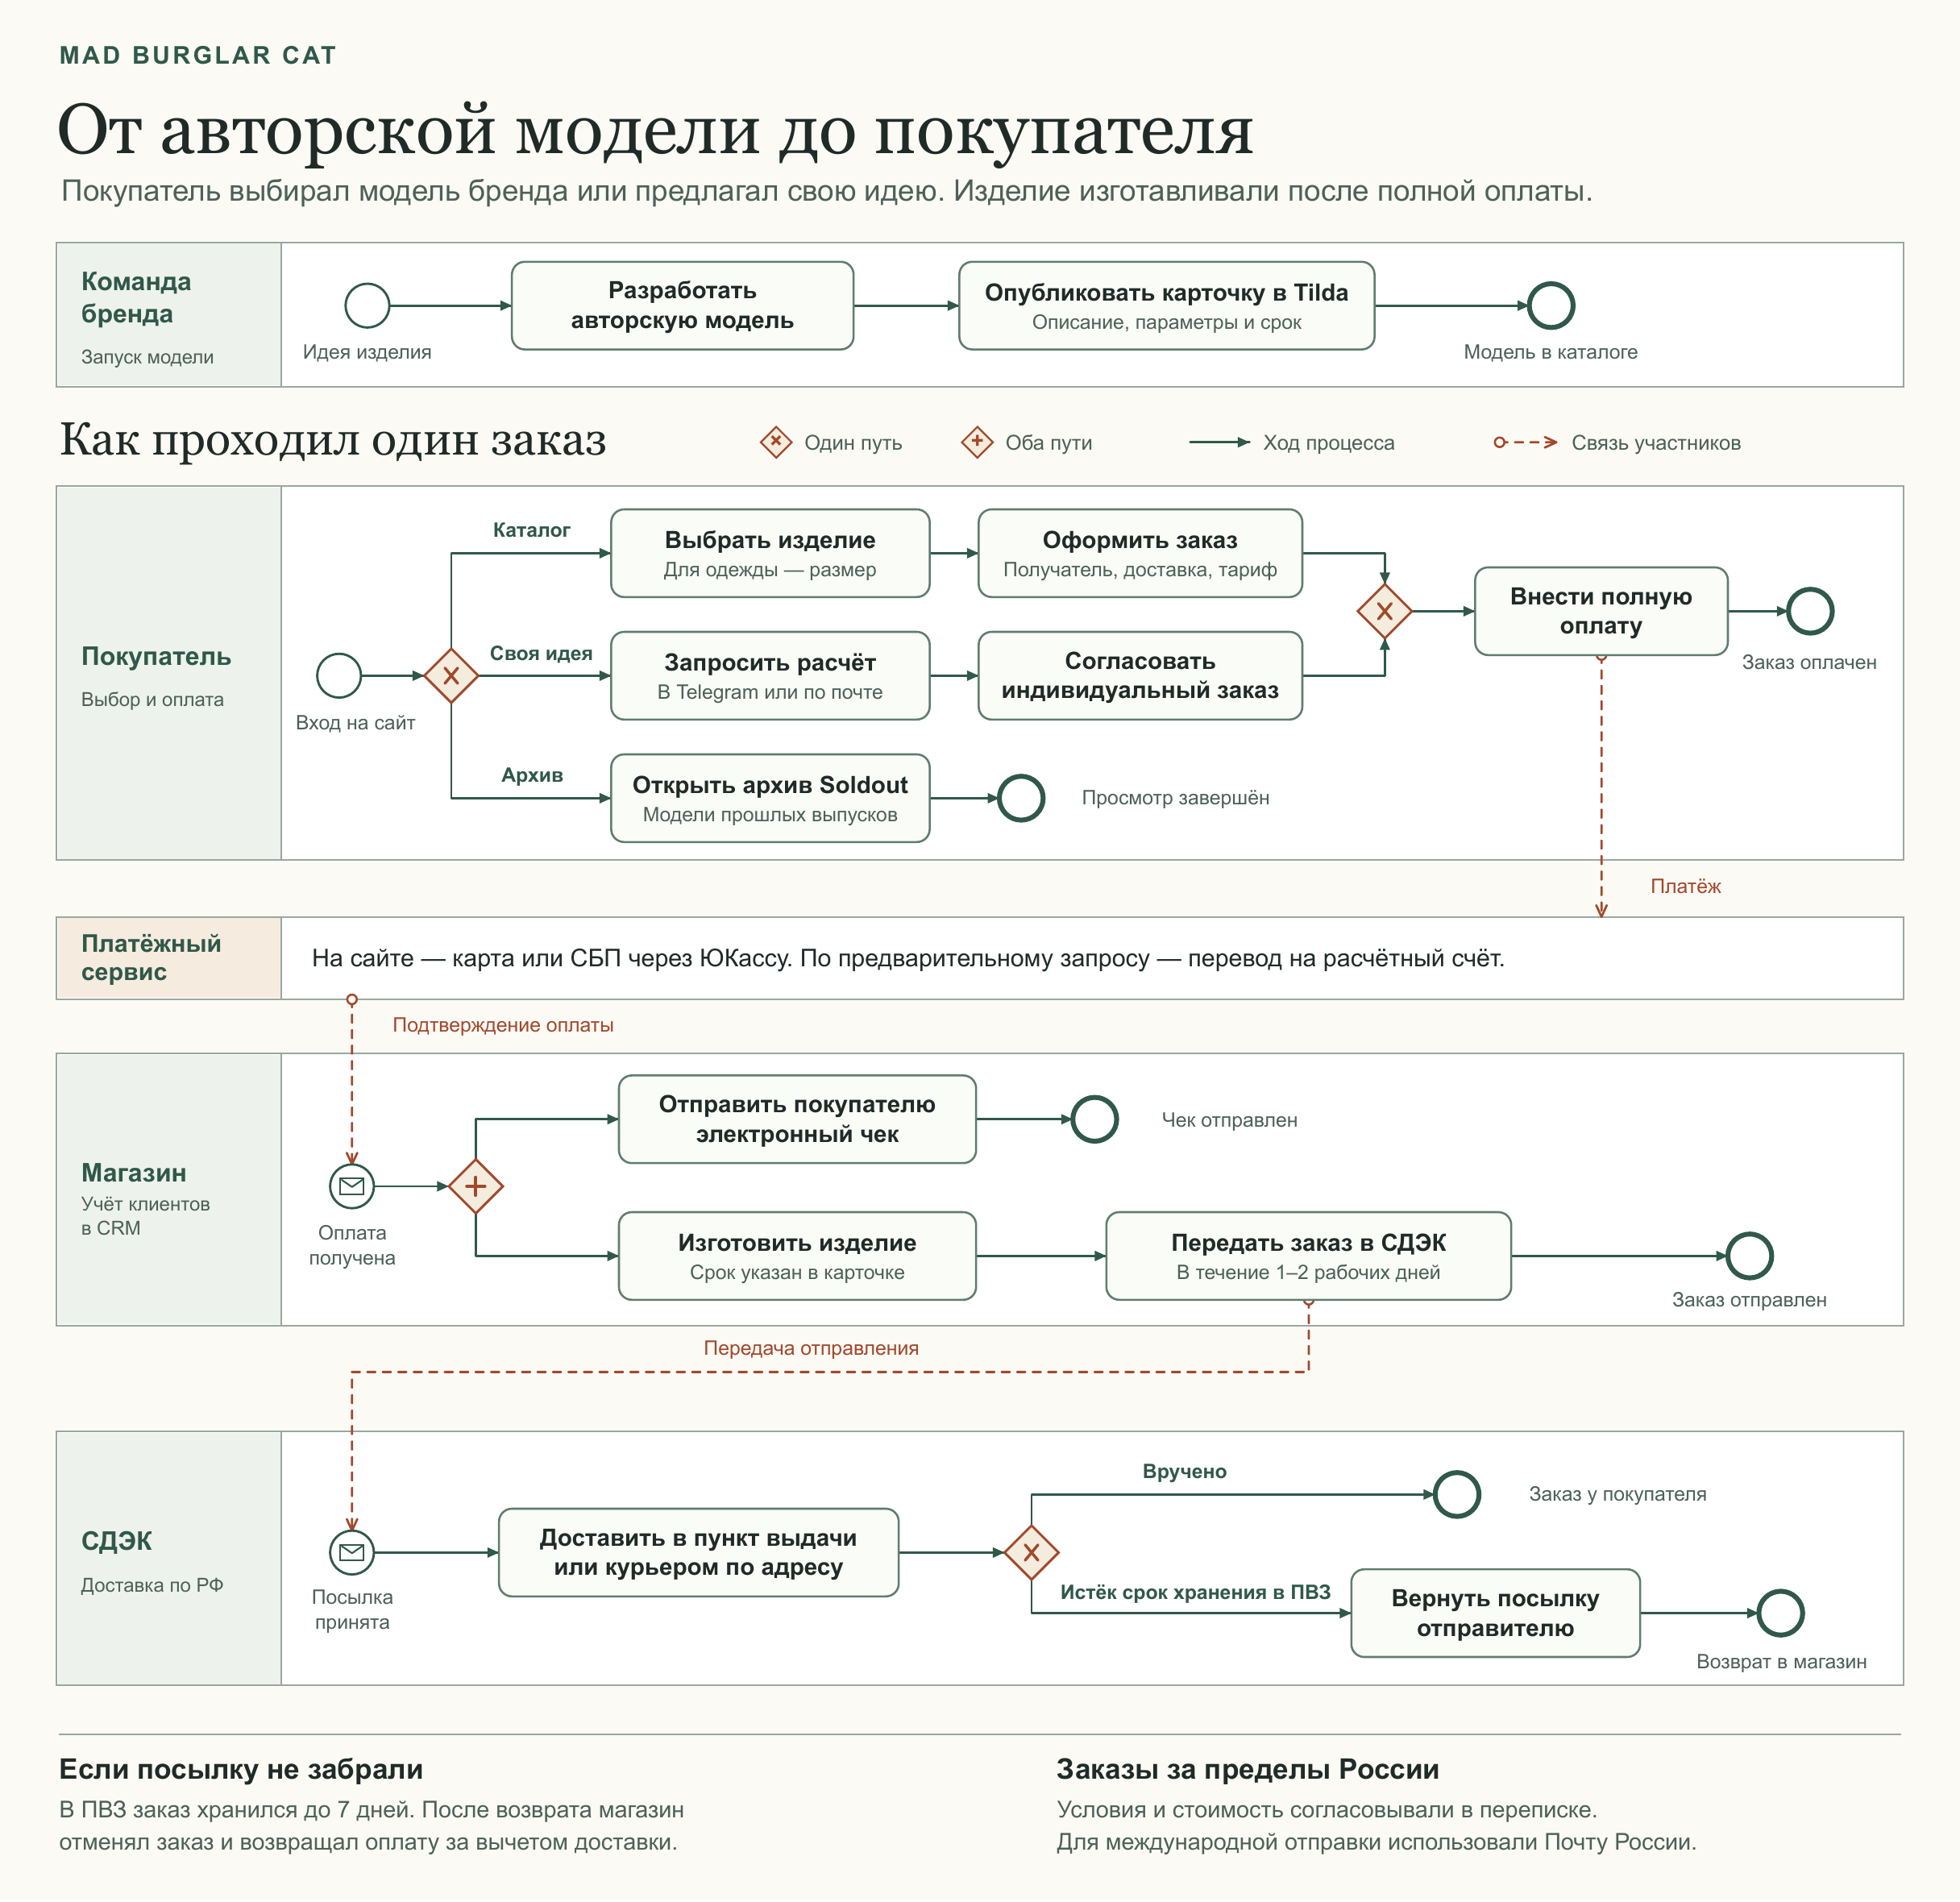 MAD BURGLAR CAT
От авторской модели до покупателя
Покупатель выбирал модель бренда или предлагал свою идею. Изделие изготавливали после полной оплаты.
Команда
бренда
Запуск модели
Идея изделия
Разработать
авторскую модель
Опубликовать карточку в Tilda
Описание, параметры и срок
Модель в каталоге
Как проходил один заказ
Один путь
Оба пути
Ход процесса
Связь участников
Покупатель
Выбор и оплата
Вход на сайт
Каталог
Выбрать изделие
Для одежды — размер
Оформить заказ
Получатель, доставка, тариф
Своя идея
Запросить расчёт
В Telegram или по почте
Согласовать
индивидуальный заказ
Внести полную
оплату
Заказ оплачен
Архив
Открыть архив Soldout
Модели прошлых выпусков
Просмотр завершён
Платёж
Платёжный
сервис
На сайте — карта или СБП через ЮКассу. По предварительному запросу — перевод на расчётный счёт.
Подтверждение оплаты
Магазин
Учёт клиентов
в CRM
Оплата
получена
Отправить покупателю
электронный чек
Чек отправлен
Изготовить изделие
Срок указан в карточке
Передать заказ в СДЭК
В течение 1–2 рабочих дней
Заказ отправлен
Передача отправления
СДЭК
Доставка по РФ
Посылка
принята
Доставить в пункт выдачи
или курьером по адресу
Вручено
Заказ у покупателя
Истёк срок хранения в ПВЗ
Вернуть посылку
отправителю
Возврат в магазин
Если посылку не забрали
В ПВЗ заказ хранился до 7 дней. После возврата магазин
отменял заказ и возвращал оплату за вычетом доставки.
Заказы за пределы России
Условия и стоимость согласовывали в переписке.
Для международной отправки использовали Почту России.